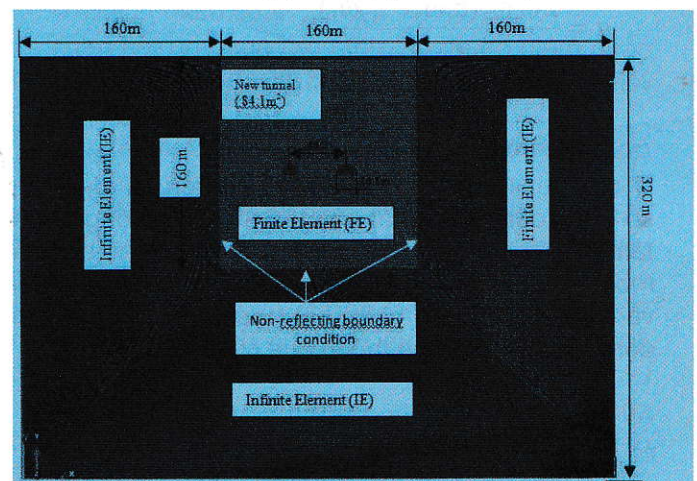 160m 160m 160m
New tunnel
(84.1m²)
Infinite Element (IE)
160 m
Finite Element (IE)
320 m
Finite Element (FE)
Non-reflecting boundary
condition
Infinite Element (IE)
Y
X